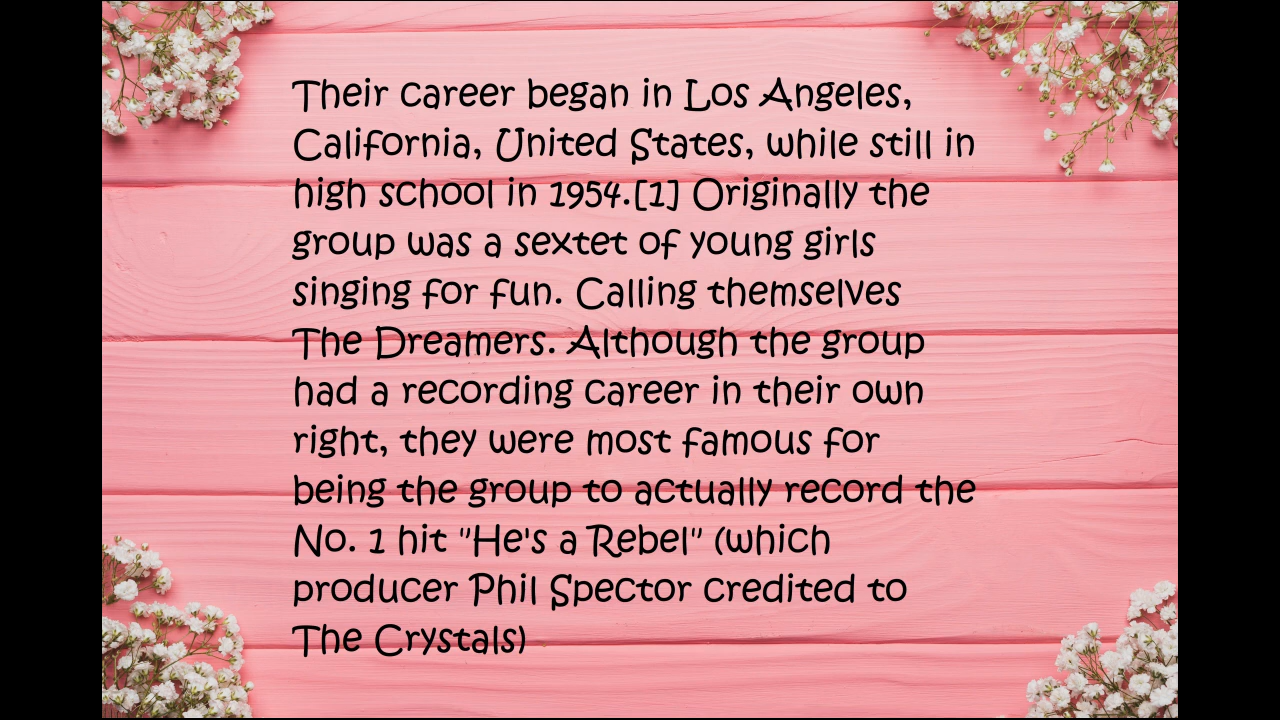 Their career began in Los Angeles,
California, United States, while still in
high school in 1954.[1] Originally the
group was a sextet of young girls
singing for fun. Calling themselves
The Dreamers. Although the group
had a recording career in their own
right, they were most famous for
being the group to actually record the
No. 1 hit "He's a Rebel" (which
producer Phil Spector credited to
The Crystals)